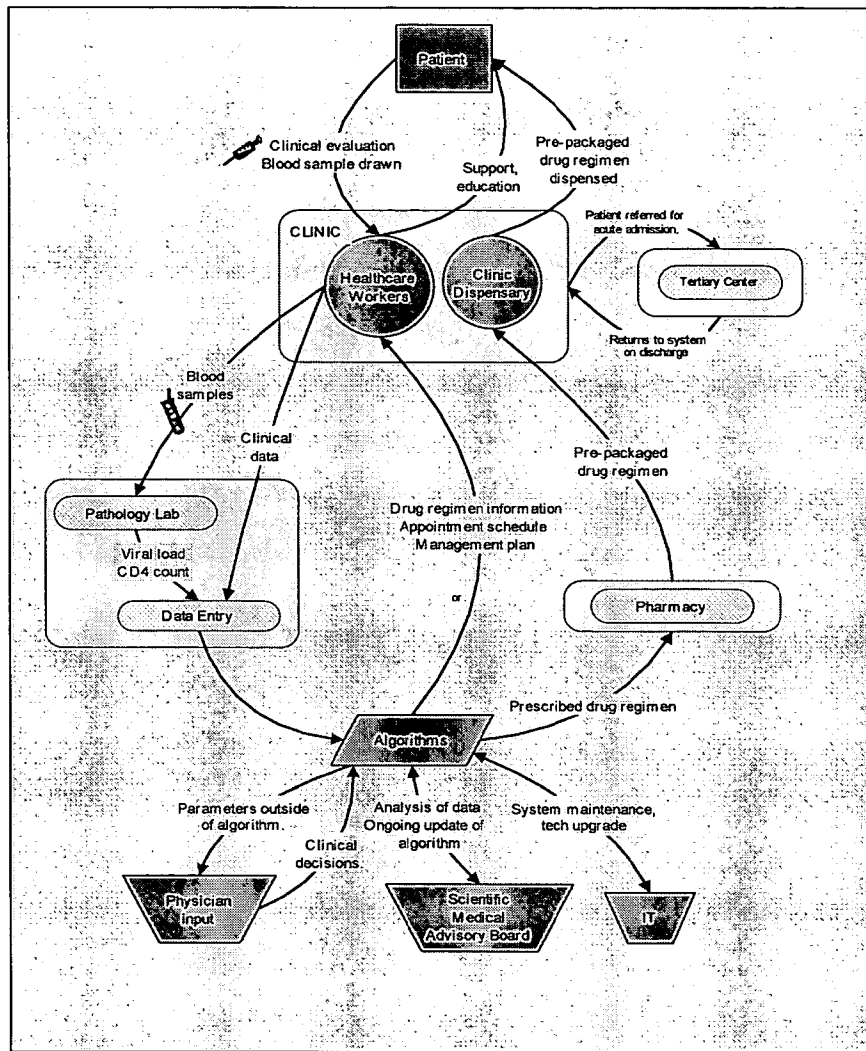 Patient
Clinical evaluation
Blood sample drawn
Support,
education
Pre-packaged
drug regimen
dispensed
CLINIC
Healthcare
Workers
Clinic
Dispensary
Patient referred for
acute admission.
Tertiary Center
Returns to system
on discharge
Blood
samples
Clinical
data
Pre-packaged
drug regimen
Pathology Lab
Viral load
CD4 count
Data Entry
Drug regimen information
Appointment schedule
Management plan
or
Pharmacy
Prescribed drug regimen
Algorithms
Parameters outside
of algorithm.
Clinical
decisions.
Analysis of data
Ongoing update of
algorithm
System maintenance,
tech upgrade
Physician
Input
Scientific
Medical
Advisory Board
IT